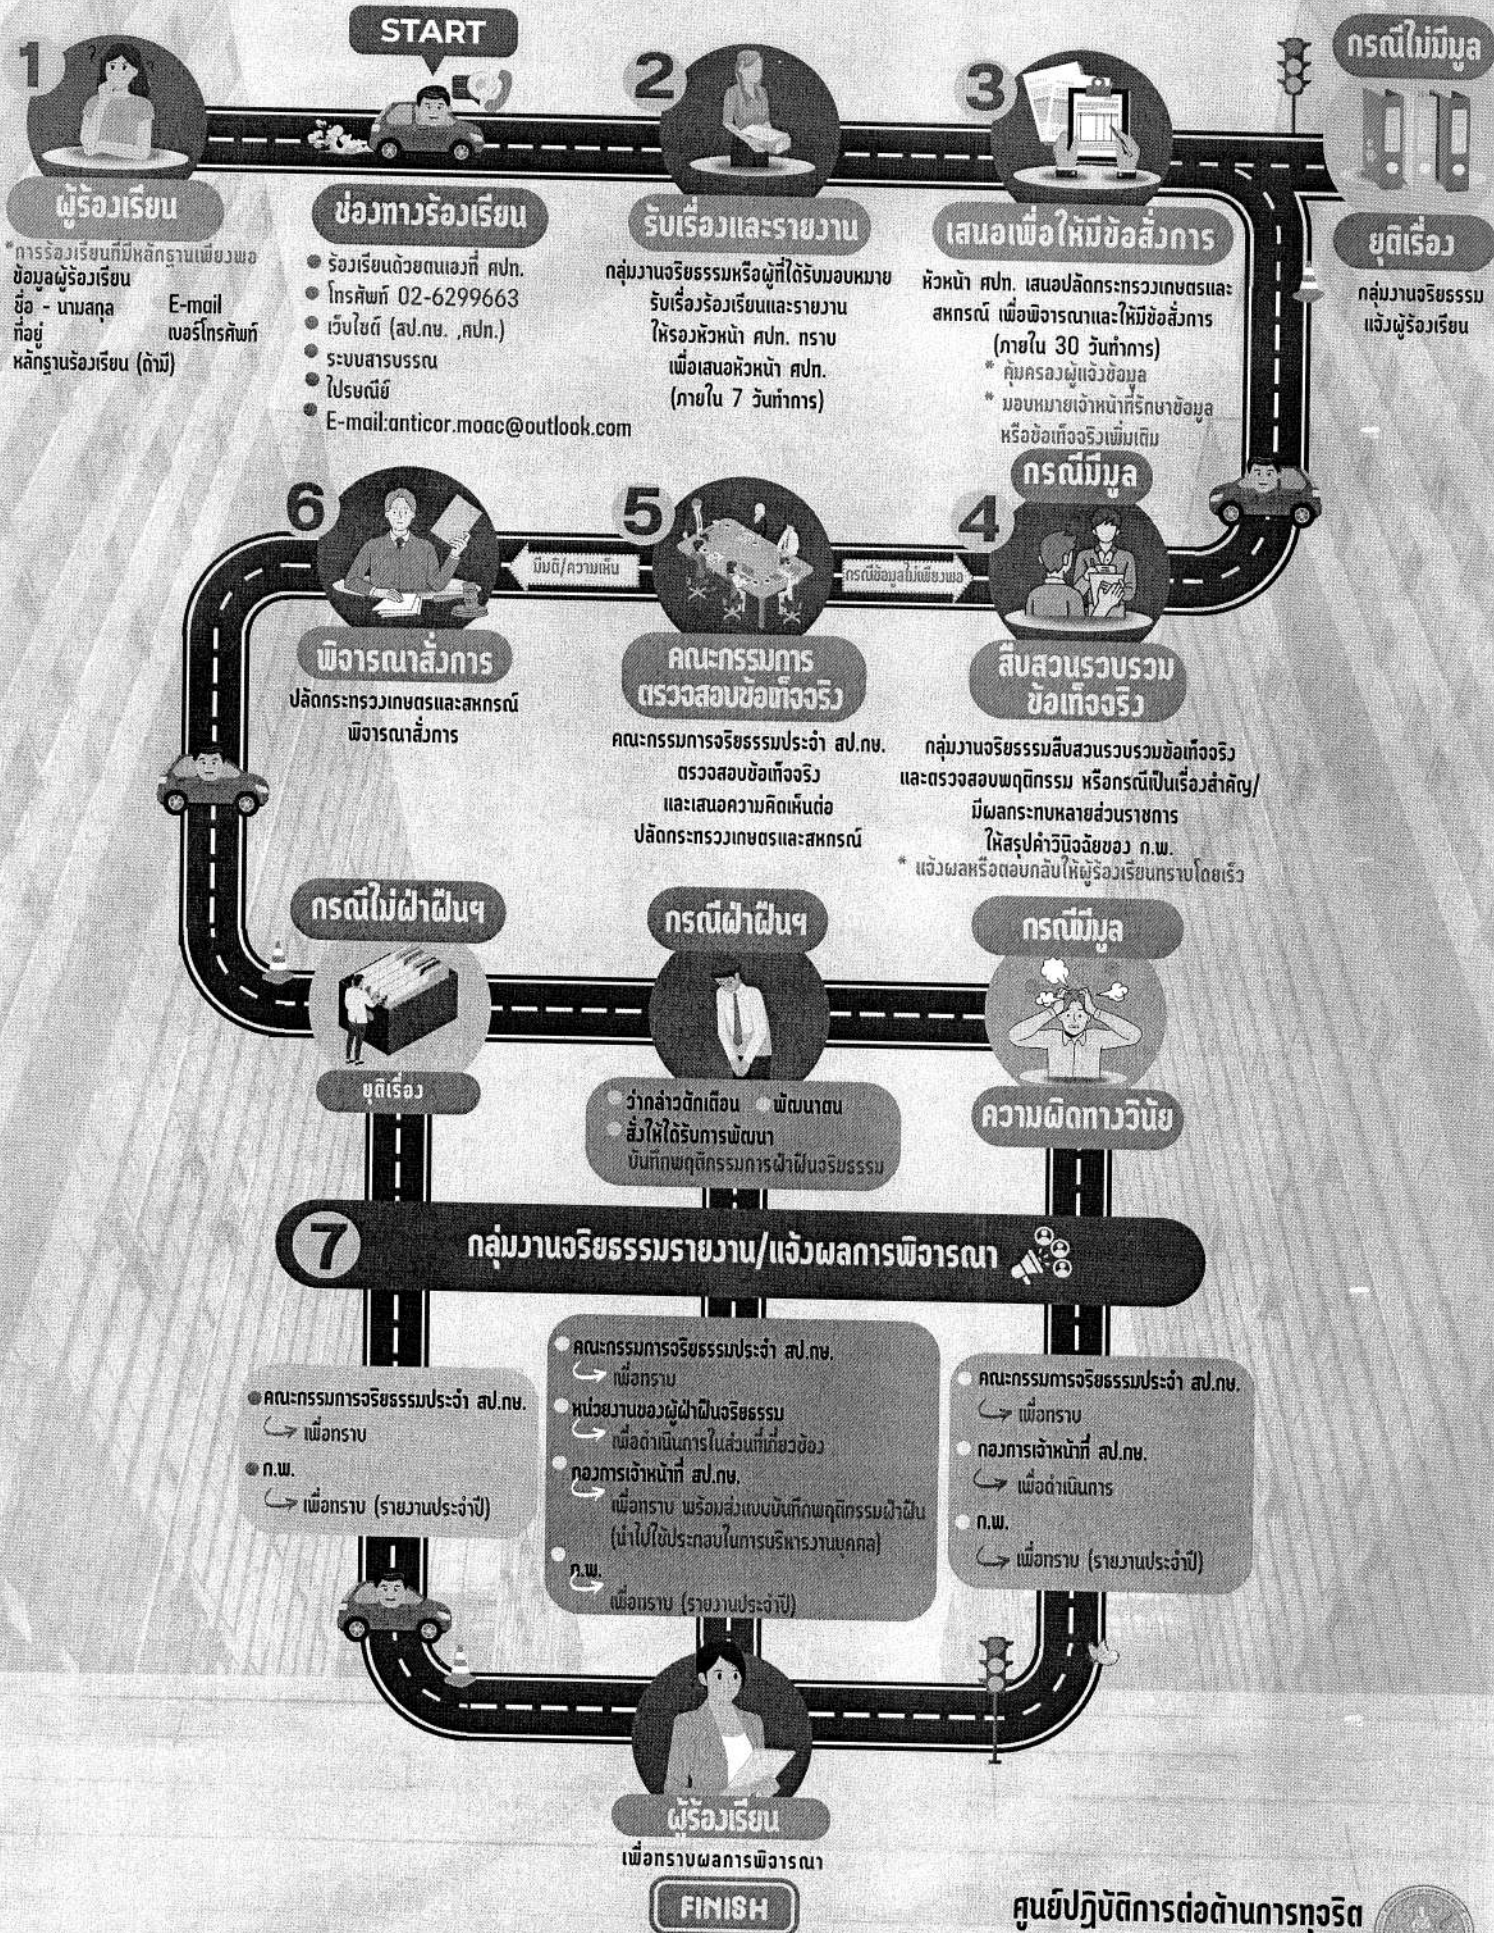 START
1
ผู้ร้องเรียน
*การร้องเรียนที่มีหลักฐานเพียงพอ
ข้อมูลผู้ร้องเรียน
ชื่อ - นามสกุล E-mail
ที่อยู่ เบอร์โทรศัพท์
หลักฐานร้องเรียน (ถ้ามี)
ช่องทางร้องเรียน
ร้องเรียนด้วยตนเองที่ ศปท.
โทรศัพท์ 02-6299663
เว็บไซต์ (สป.กษ. ,ศปท.)
ระบบสารบรรณ
ไปรษณีย์
E-mail:anticor.moac@outlook.com
2
รับเรื่องและรายงาน
กลุ่มงานจริยธรรมหรือผู้ที่ได้รับมอบหมาย
รับเรื่องร้องเรียนและรายงาน
ให้รองหัวหน้า ศปท. ทราบ
เพื่อเสนอหัวหน้า ศปท.
(ภายใน 7 วันทำการ)
3
เสนอเพื่อให้มีข้อสั่งการ
หัวหน้า ศปท. เสนอปลัดกระทรวงเกษตรและ
สหกรณ์ เพื่อพิจารณาและให้มีข้อสั่งการ
(ภายใน 30 วันทำการ)
* คุ้มครองผู้แจ้งข้อมูล
* มอบหมายเจ้าหน้าที่รักษาข้อมูล
หรือข้อเท็จจริงเพิ่มเติม
กรณีไม่มีมูล
ยุติเรื่อง
กลุ่มงานจริยธรรม
แจ้งผู้ร้องเรียน
กรณีมีมูล
4
สืบสวนรวบรวม
ข้อเท็จจริง
กลุ่มงานจริยธรรมสืบสวนรวบรวมข้อเท็จจริง
และตรวจสอบพฤติกรรม หรือกรณีเป็นเรื่องสำคัญ/
มีผลกระทบหลายส่วนราชการ
ให้สรุปคำวินิจฉัยของ ก.พ.
* แจ้งผลหรือตอบกลับให้ผู้ร้องเรียนทราบโดยเร็ว
กรณีข้อมูลไม่เพียงพอ
5
คณะกรรมการ
ตรวจสอบข้อเท็จจริง
คณะกรรมการจริยธรรมประจำ สป.กษ.
ตรวจสอบข้อเท็จจริง
และเสนอความคิดเห็นต่อ
ปลัดกระทรวงเกษตรและสหกรณ์
มีมติ/ความเห็น
6
พิจารณาสั่งการ
ปลัดกระทรวงเกษตรและสหกรณ์
พิจารณาสั่งการ
กรณีไม่ฝ่าฝืนฯ
ยุติเรื่อง
กรณีฝ่าฝืนฯ
ว่ากล่าวตักเตือน พัฒนาตน
สั่งให้ได้รับการพัฒนา
บันทึกพฤติกรรมการฝ่าฝืนจริยธรรม
กรณีมีมูล
ความผิดทางวินัย
7 กลุ่มงานจริยธรรมรายงาน/แจ้งผลการพิจารณา
คณะกรรมการจริยธรรมประจำ สป.กษ.
เพื่อทราบ
ก.พ.
เพื่อทราบ (รายงานประจำปี)
คณะกรรมการจริยธรรมประจำ สป.กษ.
เพื่อทราบ
หน่วยงานของผู้ฝ่าฝืนจริยธรรม
เพื่อดำเนินการในส่วนที่เกี่ยวข้อง
กองการเจ้าหน้าที่ สป.กษ.
เพื่อทราบ พร้อมส่งแบบบันทึกพฤติกรรมฝ่าฝืน
(นำไปใช้ประกอบในการบริหารงานบุคคล)
ก.พ.
เพื่อทราบ (รายงานประจำปี)
คณะกรรมการจริยธรรมประจำ สป.กษ.
เพื่อทราบ
กองการเจ้าหน้าที่ สป.กษ.
เพื่อดำเนินการ
ก.พ.
เพื่อทราบ (รายงานประจำปี)
ผู้ร้องเรียน
เพื่อทราบผลการพิจารณา
FINISH
ศูนย์ปฏิบัติการต่อต้านการทุจริต